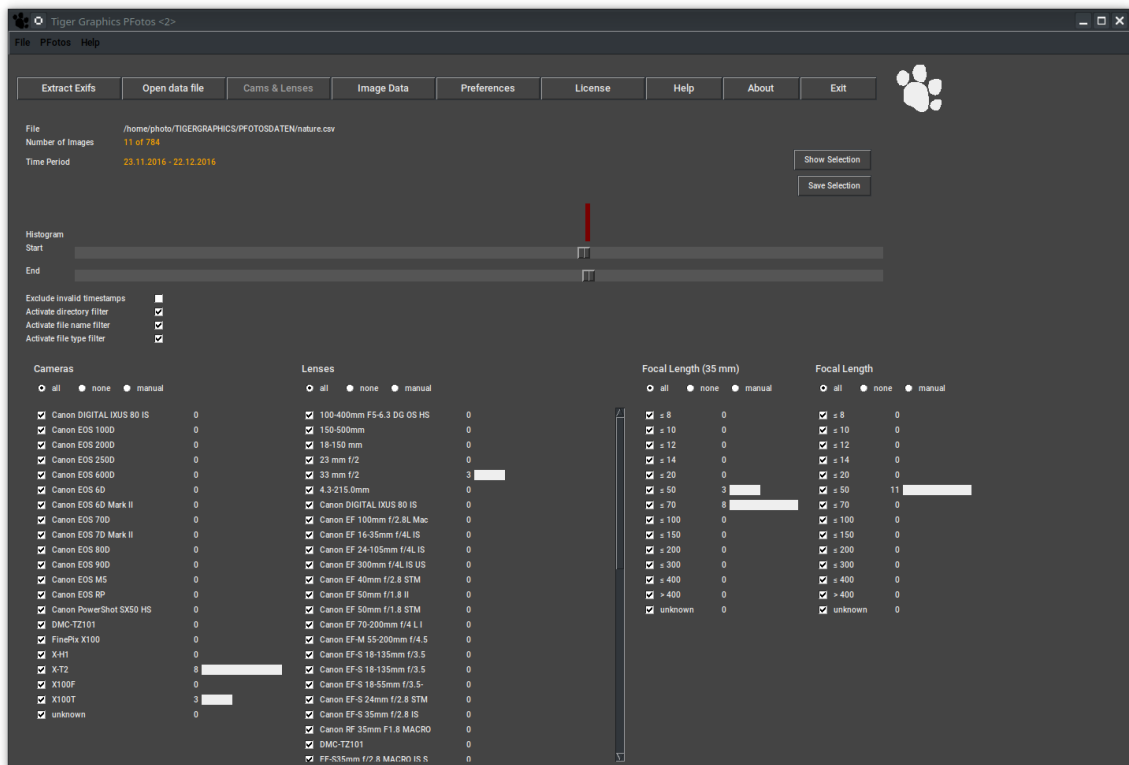 Tiger Graphics PFotos <2>
File PFotos Help
Extract Exifs Open data file Cams & Lenses Image Data Preferences License Help About Exit
File /home/photo/TIGERGRAPHICS/PFOTOSDATEN/nature.csv
Number of Images 11 of 784
Time Period 23.11.2016 - 22.12.2016
Show Selection
Save Selection
Histogram
Start
End
Exclude invalid timestamps
Activate directory filter
Activate file name filter
Activate file type filter
Cameras
all none manual
Canon DIGITAL IXUS 80 IS 0
Canon EOS 100D 0
Canon EOS 200D 0
Canon EOS 250D 0
Canon EOS 600D 0
Canon EOS 6D 0
Canon EOS 6D Mark II 0
Canon EOS 70D 0
Canon EOS 7D Mark II 0
Canon EOS 80D 0
Canon EOS 90D 0
Canon EOS M5 0
Canon EOS RP 0
Canon PowerShot SX50 HS 0
DMC-TZ101 0
FinePix X100 0
X-H1 0
X-T2 8
X100F 0
X100T 3
unknown 0
Lenses
all none manual
100-400mm F5-6.3 DG OS HS 0
150-500mm 0
18-150 mm 0
23 mm f/2 0
33 mm f/2 3
4.3-215.0mm 0
Canon DIGITAL IXUS 80 IS 0
Canon EF 100mm f/2.8L Mac 0
Canon EF 16-35mm f/4L IS 0
Canon EF 24-105mm f/4L IS 0
Canon EF 300mm f/4L IS US 0
Canon EF 40mm f/2.8 STM 0
Canon EF 50mm f/1.8 II 0
Canon EF 50mm f/1.8 STM 0
Canon EF 70-200mm f/4 L I 0
Canon EF-M 55-200mm f/4.5 0
Canon EF-S 18-135mm f/3.5 0
Canon EF-S 18-135mm f/3.5 0
Canon EF-S 18-55mm f/3.5- 0
Canon EF-S 24mm f/2.8 STM 0
Canon EF-S 35mm f/2.8 IS 0
Canon RF 35mm F1.8 MACRO 0
DMC-TZ101 0
EF-S35mm f/2.8 MACRO IS S 0
Focal Length (35 mm)
all none manual
≤ 8 0
≤ 10 0
≤ 12 0
≤ 14 0
≤ 20 0
≤ 50 3
≤ 70 8
≤ 100 0
≤ 150 0
≤ 200 0
≤ 300 0
≤ 400 0
> 400 0
unknown 0
Focal Length
all none manual
≤ 8 0
≤ 10 0
≤ 12 0
≤ 14 0
≤ 20 0
≤ 50 11
≤ 70 0
≤ 100 0
≤ 150 0
≤ 200 0
≤ 300 0
≤ 400 0
> 400 0
unknown 0